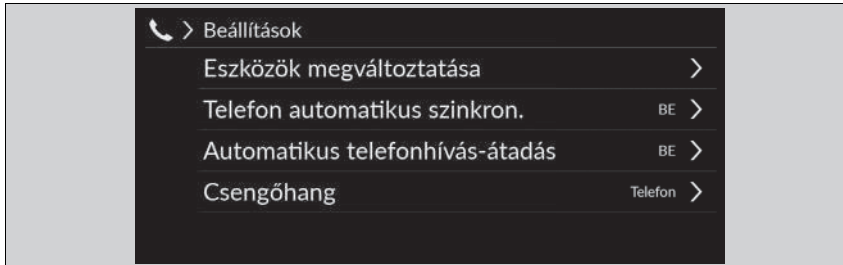 Beállítások
Eszközök megváltoztatása
Telefon automatikus szinkron. BE
Automatikus telefonhívás-átadás BE
Csengőhang Telefon